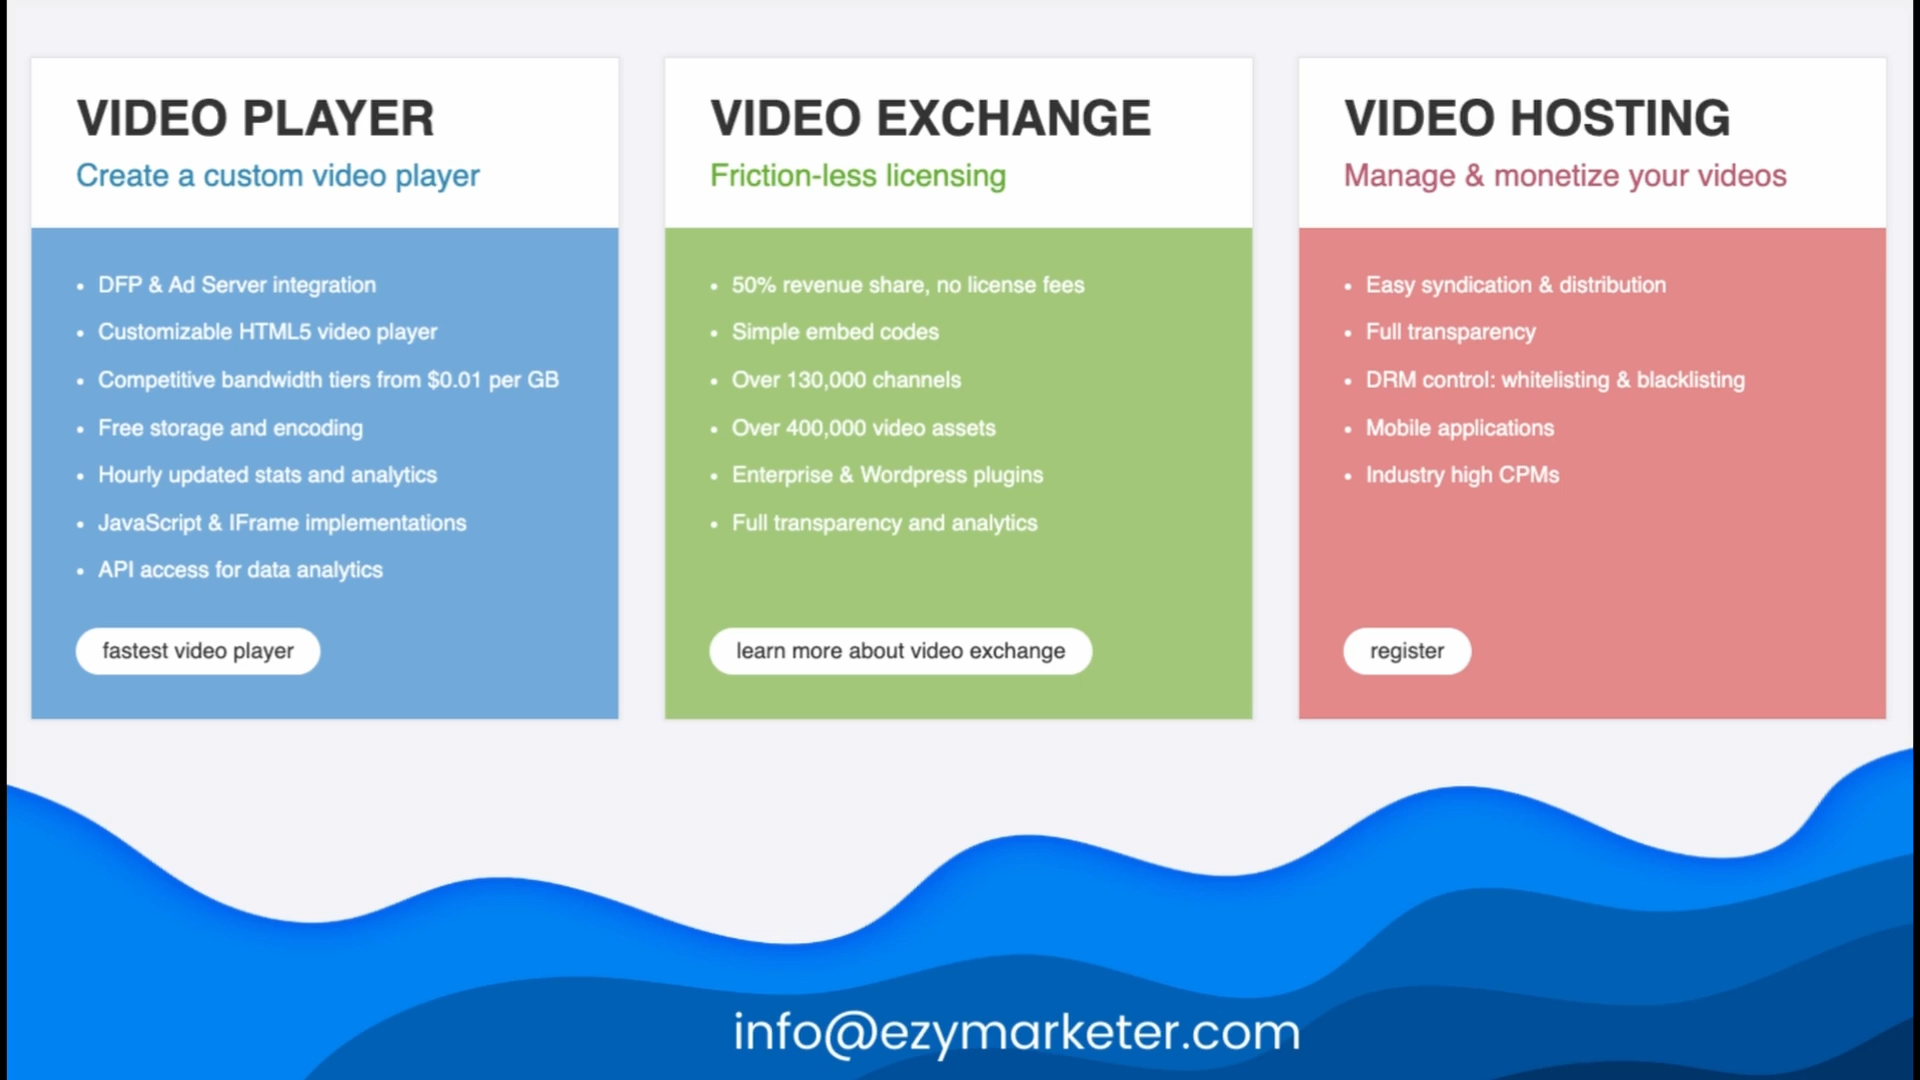 VIDEO PLAYER
Create a custom video player
• DFP & Ad Server integration
• Customizable HTML5 video player
• Competitive bandwidth tiers from $0.01 per GB
• Free storage and encoding
• Hourly updated stats and analytics
• JavaScript & IFrame implementations
• API access for data analytics
fastest video player
VIDEO EXCHANGE
Friction-less licensing
• 50% revenue share, no license fees
• Simple embed codes
• Over 130,000 channels
• Over 400,000 video assets
• Enterprise & Wordpress plugins
• Full transparency and analytics
learn more about video exchange
VIDEO HOSTING
Manage & monetize your videos
• Easy syndication & distribution
• Full transparency
• DRM control: whitelisting & blacklisting
• Mobile applications
• Industry high CPMs
register
info@ezymarketer.com